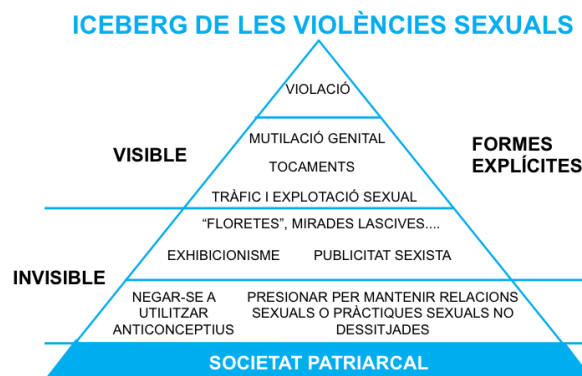 ICEBERG DE LES VIOLÈNCIES SEXUALS
VIOLACIÓ
MUTILACIÓ GENITAL
TOCAMENTS
TRÀFIC I EXPLOTACIÓ SEXUAL
VISIBLE
FORMES
EXPLÍCITES
“FLORETES”, MIRADES LASCIVES....
EXHIBICIONISME PUBLICITAT SEXISTA
INVISIBLE
NEGAR-SE A
UTILITZAR
ANTICONCEPTIUS
PRESIONAR PER MANTENIR RELACIONS
SEXUALS O PRÀCTIQUES SEXUALS NO
DESSITJADES
SOCIETAT PATRIARCAL